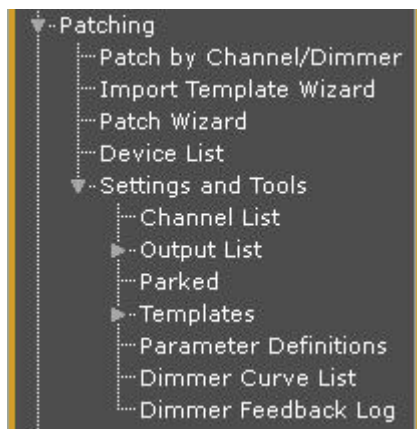 Patching
Patch by Channel/Dimmer
Import Template Wizard
Patch Wizard
Device List
Settings and Tools
Channel List
Output List
Parked
Templates
Parameter Definitions
Dimmer Curve List
Dimmer Feedback Log